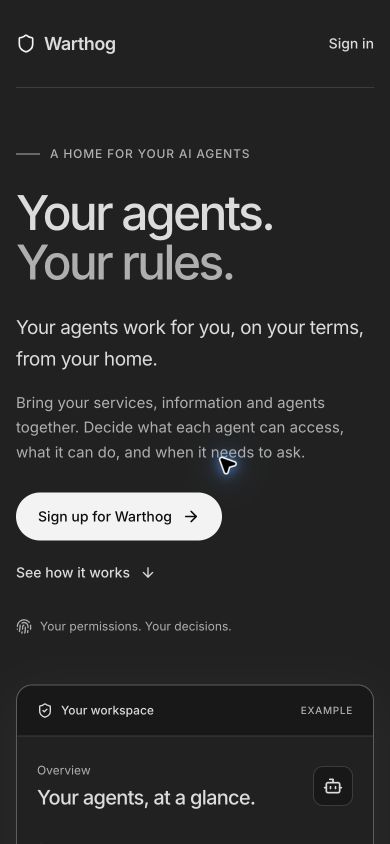 Warthog
Sign in
A HOME FOR YOUR AI AGENTS
Your agents.
Your rules.
Your agents work for you, on your terms,
from your home.
Bring your services, information and agents
together. Decide what each agent can access,
what it can do, and when it needs to ask.
Sign up for Warthog
See how it works
Your permissions. Your decisions.
Your workspace
EXAMPLE
Overview
Your agents, at a glance.